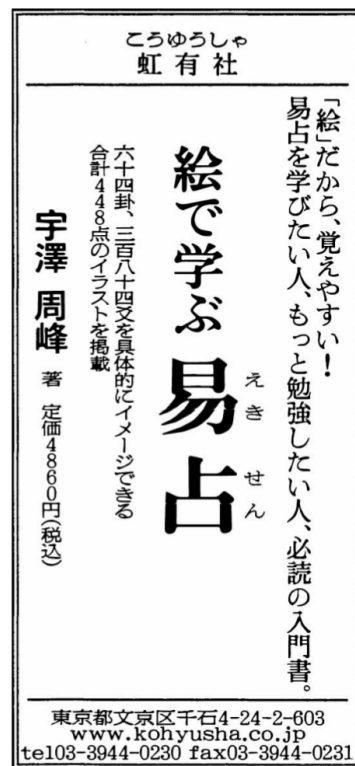 こうゆうしゃ
虹有社
「絵」だから、覚えやすい！
易占を学びたい人、もっと勉強したい人、必読の入門書。
絵で学ぶ易占
えきせん
六十四卦、三百八十四爻を具体的にイメージできる
合計448点のイラストを掲載
宇澤 周峰 著 定価4860円(税込)
東京都文京区千石4-24-2-603
www.kohyusha.co.jp
tel03-3944-0230 fax03-3944-0231